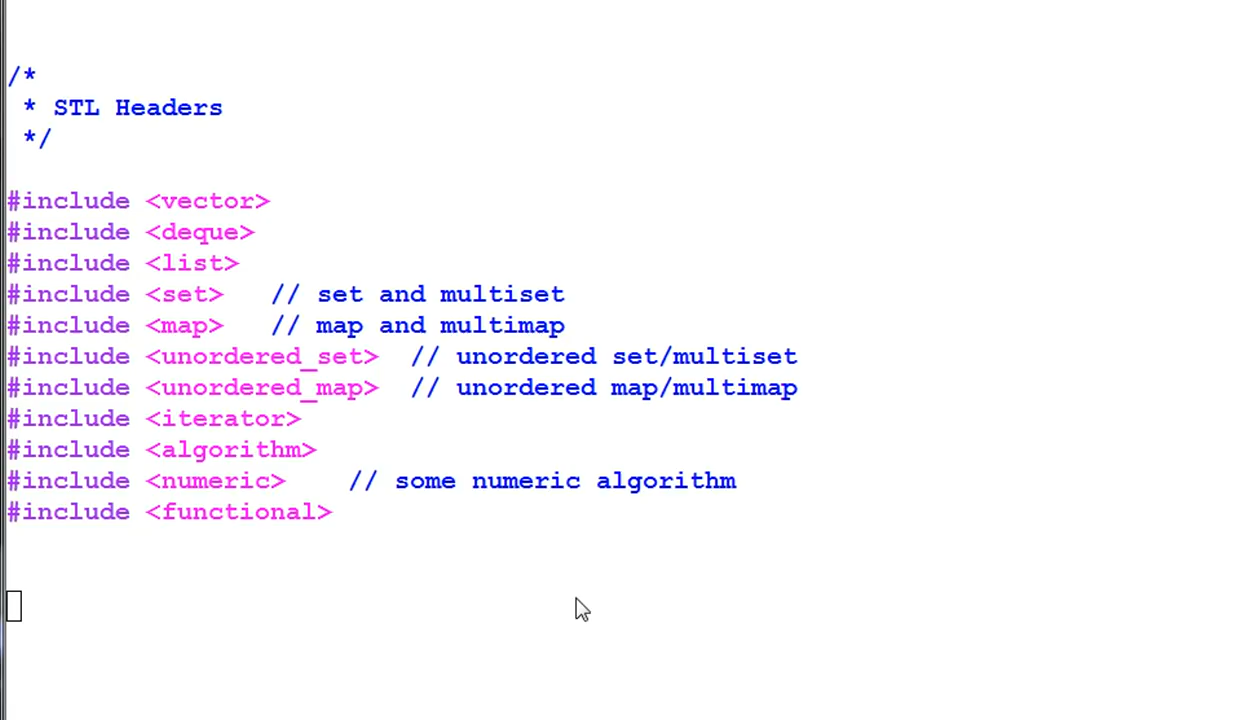 /*
 * STL Headers
 */
#include <vector>
#include <deque>
#include <list>
#include <set>   // set and multiset
#include <map>   // map and multimap
#include <unordered_set>  // unordered set/multiset
#include <unordered_map>  // unordered map/multimap
#include <iterator>
#include <algorithm>
#include <numeric>    // some numeric algorithm
#include <functional>